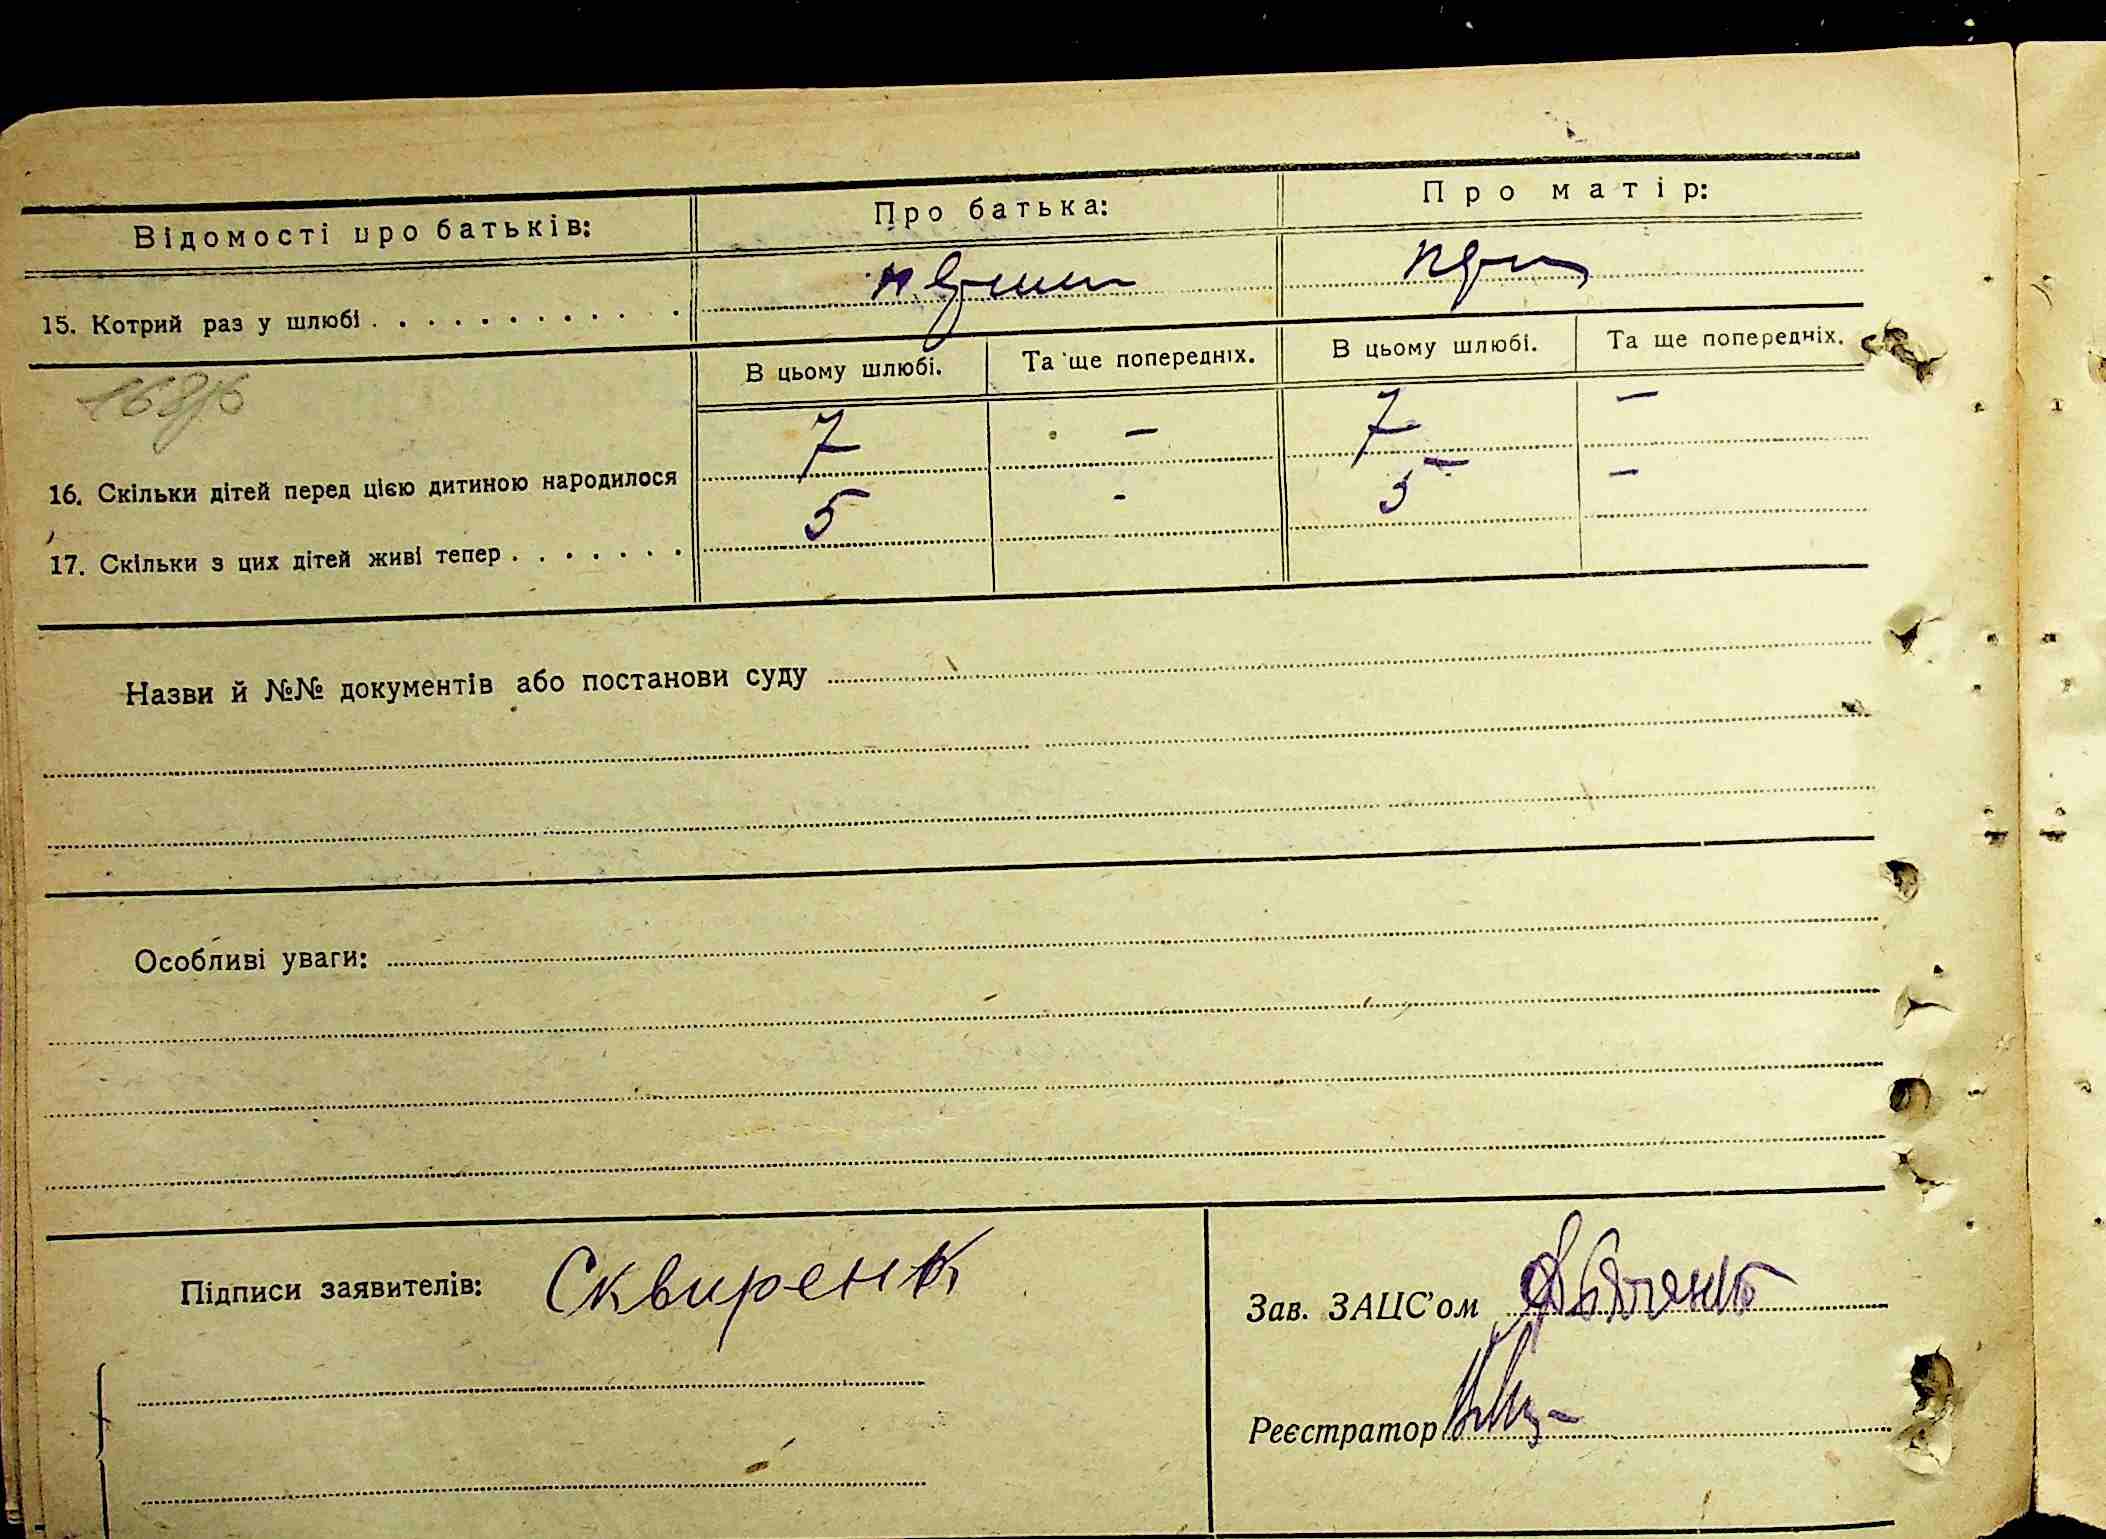 Відомості про батьків:
Про батька:
Про матір:
15. Котрий раз у шлюбі
В цьому шлюбі.
Та ще попередніх.
В цьому шлюбі.
Та ще попередніх.
16. Скільки дітей перед цією дитиною народилося
7 – 7 –
17. Скільки з цих дітей живі тепер
5 - 5 –
Назви й №№ документів або постанови суду
Особливі уваги:
Підписи заявителів: Сквиренк
Зав. ЗАЦС'ом
Реєстратор